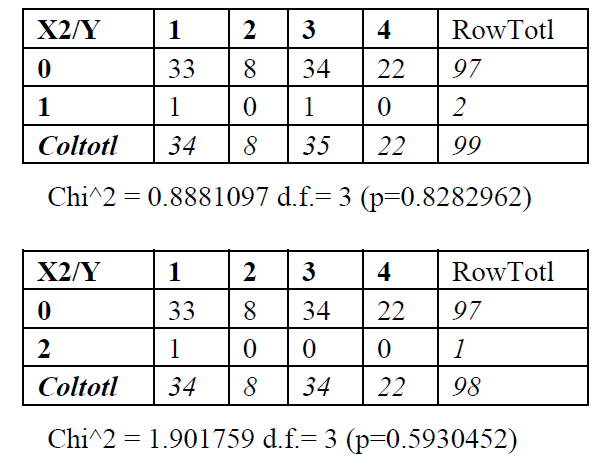 X2/Y 1 2 3 4 RowTotl
0 33 8 34 22 97
1 1 0 1 0 2
Coltotl 34 8 35 22 99
Chi^2 = 0.8881097 d.f.= 3 (p=0.8282962)
X2/Y 1 2 3 4 RowTotl
0 33 8 34 22 97
2 1 0 0 0 1
Coltotl 34 8 34 22 98
Chi^2 = 1.901759 d.f.= 3 (p=0.5930452)